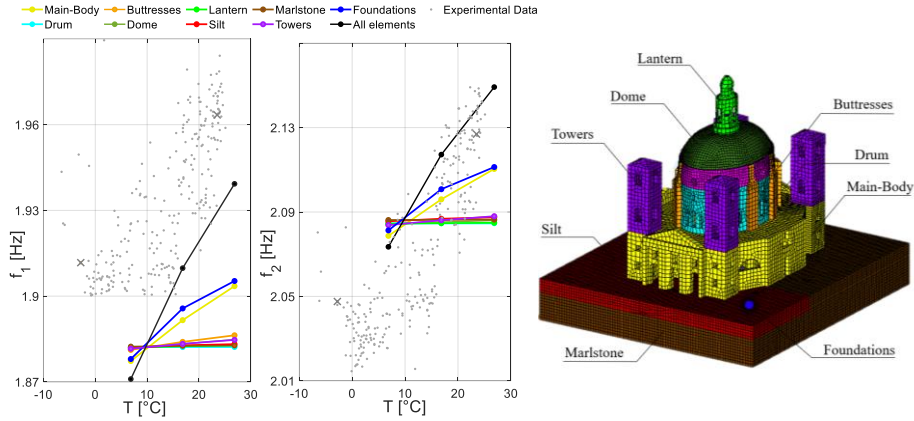 Main-Body Buttresses Lantern Marlstone Foundations Experimental Data
Drum Dome Silt Towers All elements
1.96
1.93
1.9
1.87
f1 [Hz]
-10 0 10 20 30
T [°C]
2.13
2.09
2.05
2.01
f2 [Hz]
-10 0 10 20 30
T [°C]
Lantern
Dome
Buttresses
Towers
Drum
Main-Body
Silt
Marlstone
Foundations